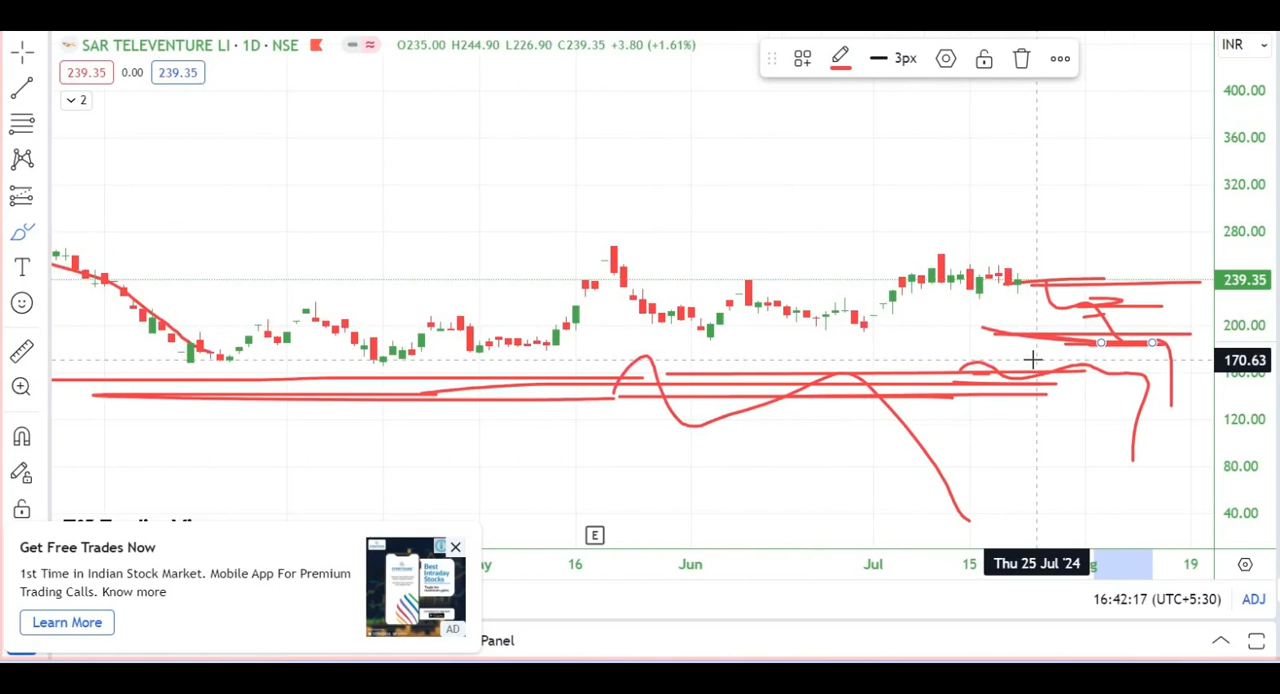 SAR TELEVENTURE LI · 1D · NSE O235.00 H244.90 L226.90 C239.35 +3.80 (+1.61%)
239.35 0.00 239.35
2
3px
INR
400.00
360.00
320.00
280.00
239.35
200.00
170.63
120.00
80.00
40.00
E
16 Jun Jul 15 Thu 25 Jul '24 19
16:42:17 (UTC+5:30) ADJ
Get Free Trades Now
1st Time in Indian Stock Market. Mobile App For Premium
Trading Calls. Know more
Learn More
Best
Intraday
Stocks
AD
Panel